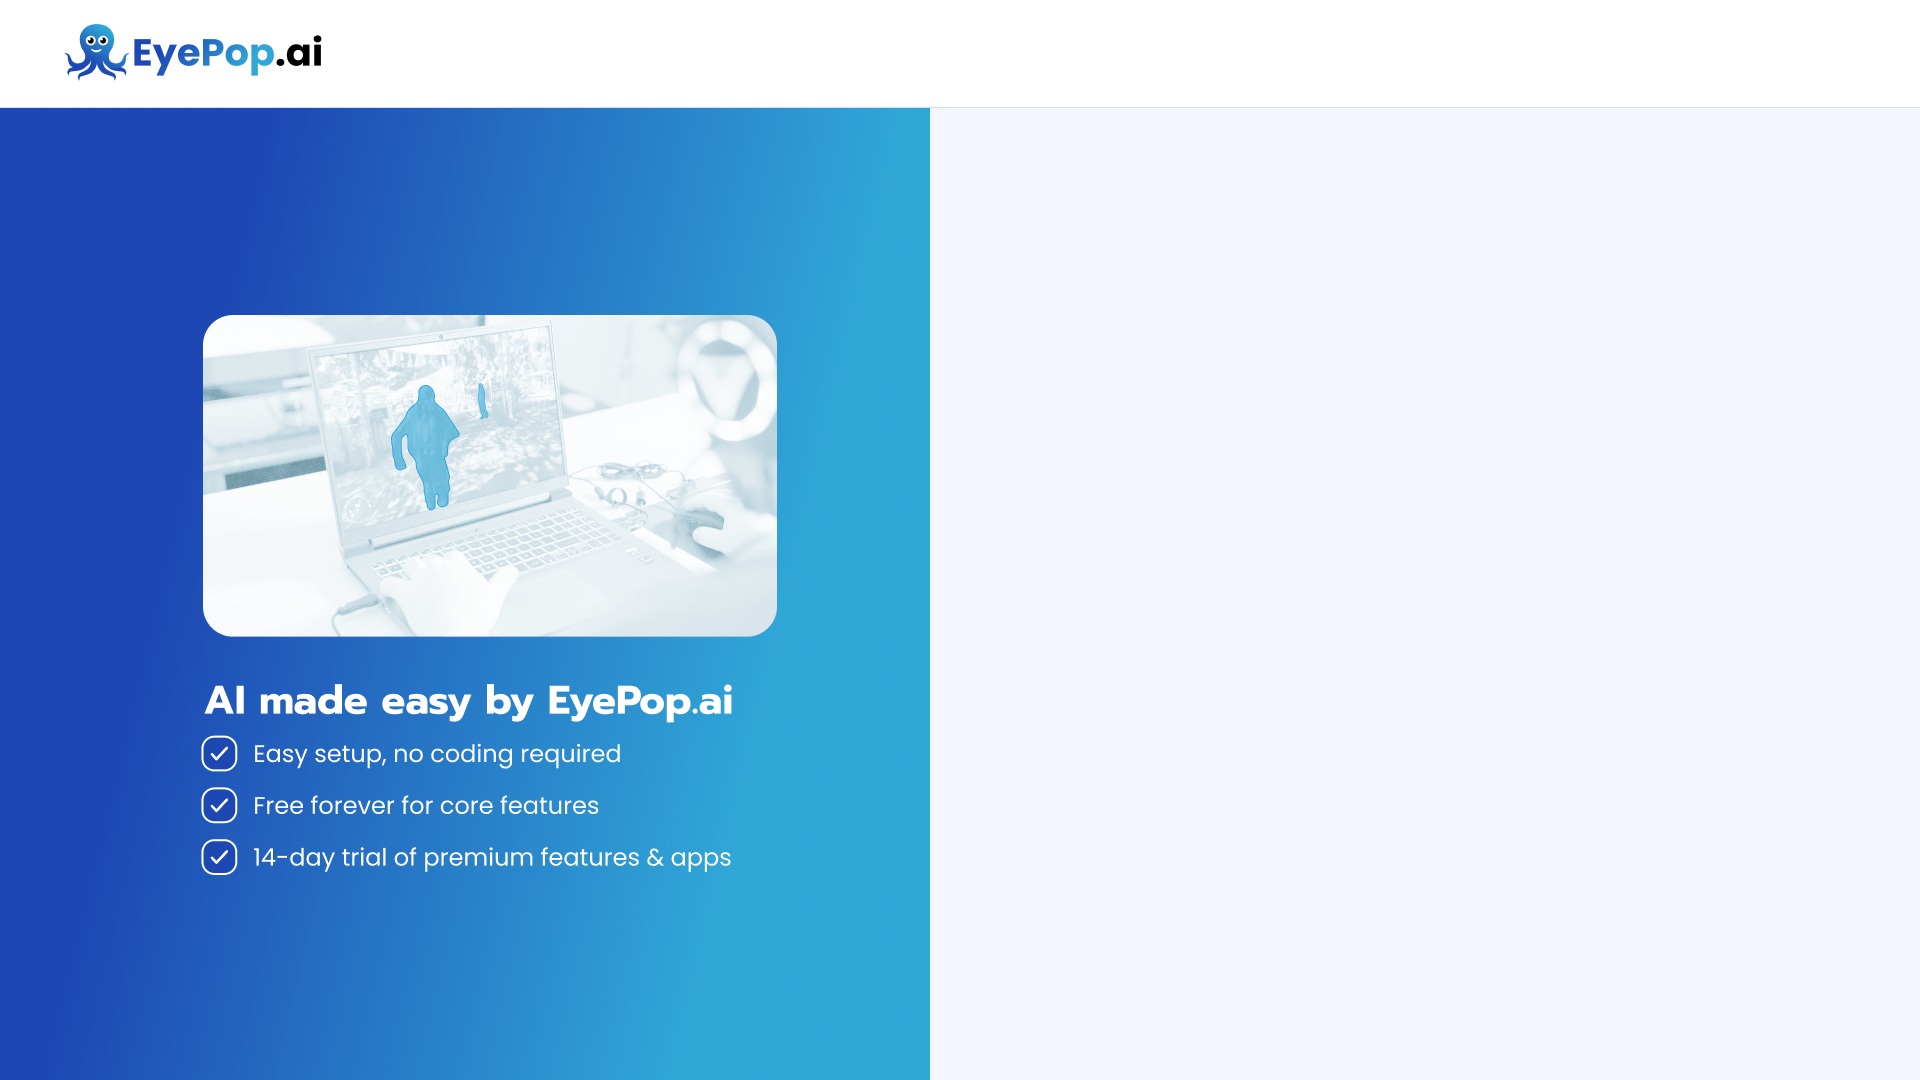 EyePop.ai
AI made easy by EyePop.ai
Easy setup, no coding required
Free forever for core features
14-day trial of premium features & apps